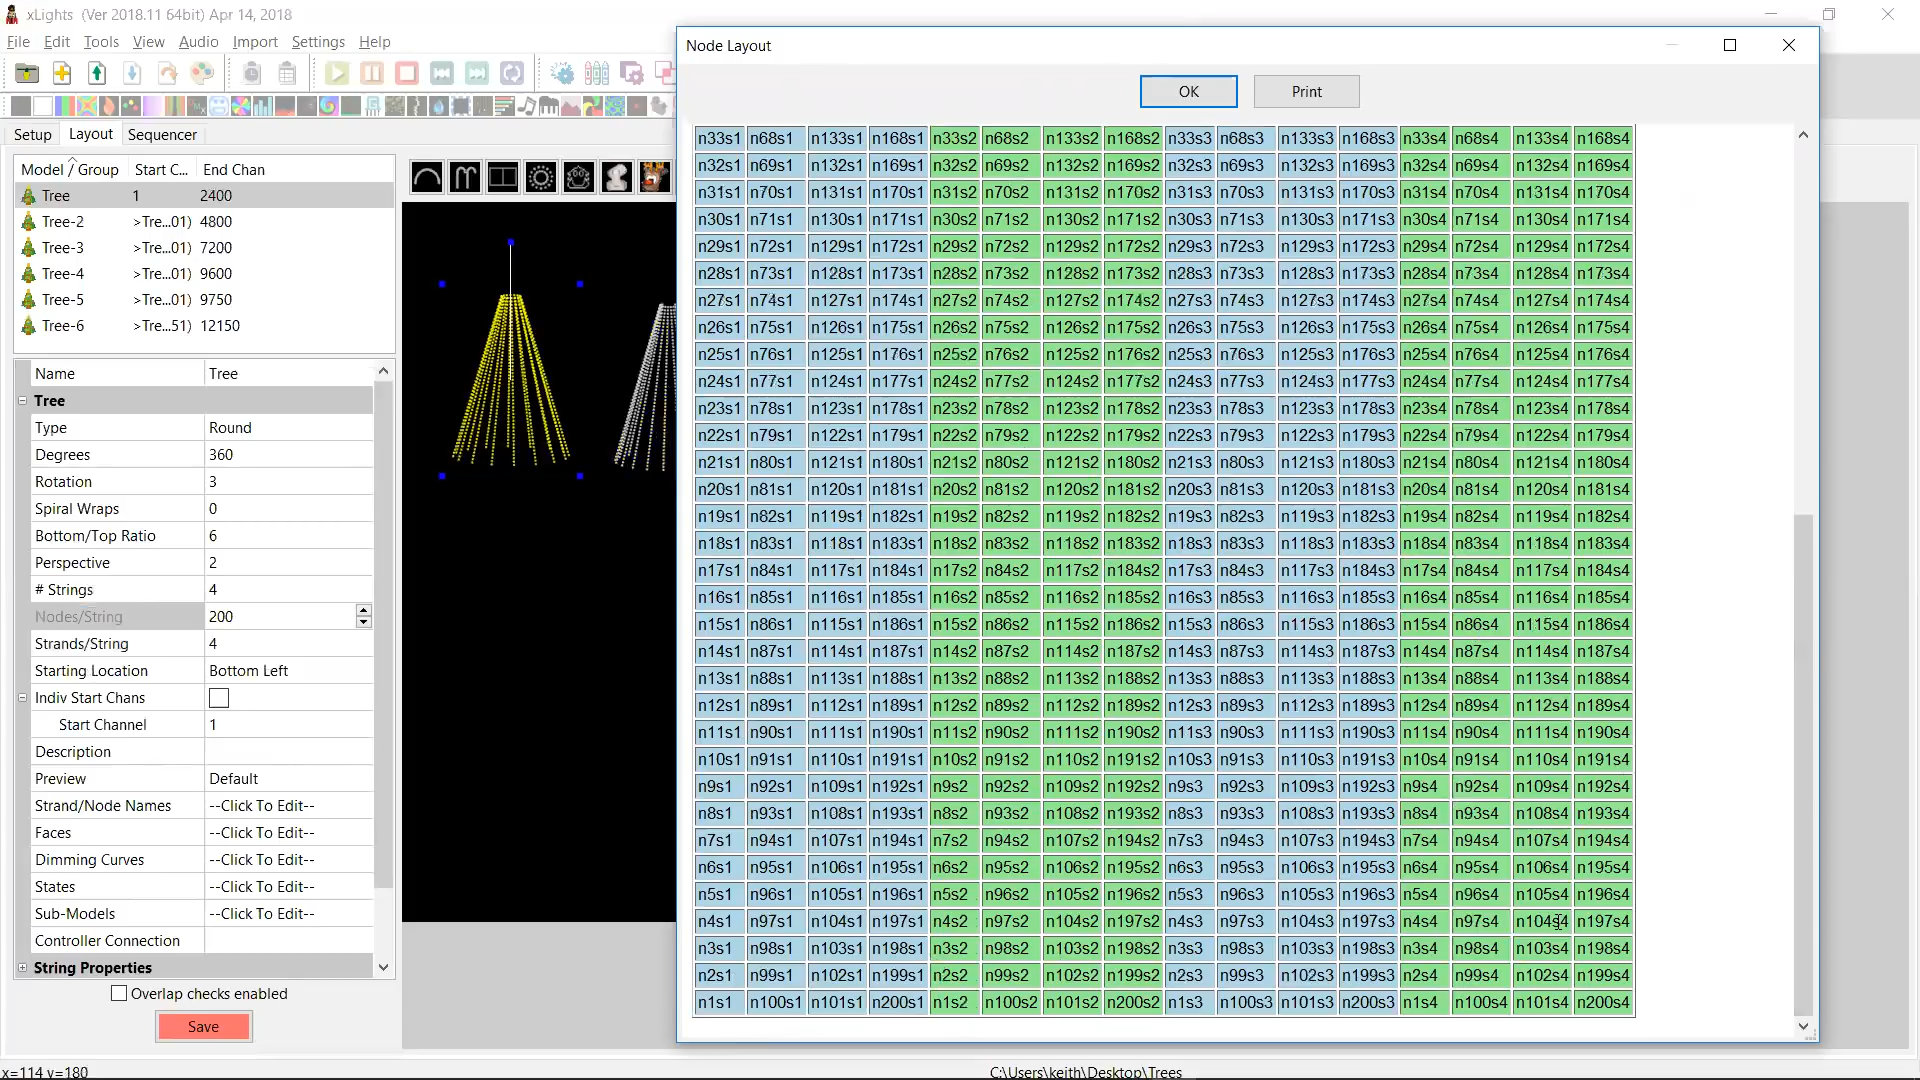 xLights (Ver 2018.11 64bit) Apr 14, 2018
File Edit Tools View Audio Import Settings Help
Setup Layout Sequencer
Model / Group Start C... End Chan
Tree 1 2400
Tree-2 >Tre...01) 4800
Tree-3 >Tre...01) 7200
Tree-4 >Tre...01) 9600
Tree-5 >Tre...01) 9750
Tree-6 >Tre...51) 12150
Name Tree
Tree
Type Round
Degrees 360
Rotation 3
Spiral Wraps 0
Bottom/Top Ratio 6
Perspective 2
# Strings 4
Nodes/String 200
Strands/String 4
Starting Location Bottom Left
Indiv Start Chans
Start Channel 1
Description
Preview Default
Strand/Node Names --Click To Edit--
Faces --Click To Edit--
Dimming Curves --Click To Edit--
States --Click To Edit--
Sub-Models --Click To Edit--
Controller Connection
String Properties
Overlap checks enabled
Save
Node Layout
OK Print
n33s1 n68s1 n133s1 n168s1 n33s2 n68s2 n133s2 n168s2 n33s3 n68s3 n133s3 n168s3 n33s4 n68s4 n133s4 n168s4
n32s1 n69s1 n132s1 n169s1 n32s2 n69s2 n132s2 n169s2 n32s3 n69s3 n132s3 n169s3 n32s4 n69s4 n132s4 n169s4
n31s1 n70s1 n131s1 n170s1 n31s2 n70s2 n131s2 n170s2 n31s3 n70s3 n131s3 n170s3 n31s4 n70s4 n131s4 n170s4
n30s1 n71s1 n130s1 n171s1 n30s2 n71s2 n130s2 n171s2 n30s3 n71s3 n130s3 n171s3 n30s4 n71s4 n130s4 n171s4
n29s1 n72s1 n129s1 n172s1 n29s2 n72s2 n129s2 n172s2 n29s3 n72s3 n129s3 n172s3 n29s4 n72s4 n129s4 n172s4
n28s1 n73s1 n128s1 n173s1 n28s2 n73s2 n128s2 n173s2 n28s3 n73s3 n128s3 n173s3 n28s4 n73s4 n128s4 n173s4
n27s1 n74s1 n127s1 n174s1 n27s2 n74s2 n127s2 n174s2 n27s3 n74s3 n127s3 n174s3 n27s4 n74s4 n127s4 n174s4
n26s1 n75s1 n126s1 n175s1 n26s2 n75s2 n126s2 n175s2 n26s3 n75s3 n126s3 n175s3 n26s4 n75s4 n126s4 n175s4
n25s1 n76s1 n125s1 n176s1 n25s2 n76s2 n125s2 n176s2 n25s3 n76s3 n125s3 n176s3 n25s4 n76s4 n125s4 n176s4
n24s1 n77s1 n124s1 n177s1 n24s2 n77s2 n124s2 n177s2 n24s3 n77s3 n124s3 n177s3 n24s4 n77s4 n124s4 n177s4
n23s1 n78s1 n123s1 n178s1 n23s2 n78s2 n123s2 n178s2 n23s3 n78s3 n123s3 n178s3 n23s4 n78s4 n123s4 n178s4
n22s1 n79s1 n122s1 n179s1 n22s2 n79s2 n122s2 n179s2 n22s3 n79s3 n122s3 n179s3 n22s4 n79s4 n122s4 n179s4
n21s1 n80s1 n121s1 n180s1 n21s2 n80s2 n121s2 n180s2 n21s3 n80s3 n121s3 n180s3 n21s4 n80s4 n121s4 n180s4
n20s1 n81s1 n120s1 n181s1 n20s2 n81s2 n120s2 n181s2 n20s3 n81s3 n120s3 n181s3 n20s4 n81s4 n120s4 n181s4
n19s1 n82s1 n119s1 n182s1 n19s2 n82s2 n119s2 n182s2 n19s3 n82s3 n119s3 n182s3 n19s4 n82s4 n119s4 n182s4
n18s1 n83s1 n118s1 n183s1 n18s2 n83s2 n118s2 n183s2 n18s3 n83s3 n118s3 n183s3 n18s4 n83s4 n118s4 n183s4
n17s1 n84s1 n117s1 n184s1 n17s2 n84s2 n117s2 n184s2 n17s3 n84s3 n117s3 n184s3 n17s4 n84s4 n117s4 n184s4
n16s1 n85s1 n116s1 n185s1 n16s2 n85s2 n116s2 n185s2 n16s3 n85s3 n116s3 n185s3 n16s4 n85s4 n116s4 n185s4
n15s1 n86s1 n115s1 n186s1 n15s2 n86s2 n115s2 n186s2 n15s3 n86s3 n115s3 n186s3 n15s4 n86s4 n115s4 n186s4
n14s1 n87s1 n114s1 n187s1 n14s2 n87s2 n114s2 n187s2 n14s3 n87s3 n114s3 n187s3 n14s4 n87s4 n114s4 n187s4
n13s1 n88s1 n113s1 n188s1 n13s2 n88s2 n113s2 n188s2 n13s3 n88s3 n113s3 n188s3 n13s4 n88s4 n113s4 n188s4
n12s1 n89s1 n112s1 n189s1 n12s2 n89s2 n112s2 n189s2 n12s3 n89s3 n112s3 n189s3 n12s4 n89s4 n112s4 n189s4
n11s1 n90s1 n111s1 n190s1 n11s2 n90s2 n111s2 n190s2 n11s3 n90s3 n111s3 n190s3 n11s4 n90s4 n111s4 n190s4
n10s1 n91s1 n110s1 n191s1 n10s2 n91s2 n110s2 n191s2 n10s3 n91s3 n110s3 n191s3 n10s4 n91s4 n110s4 n191s4
n9s1 n92s1 n109s1 n192s1 n9s2 n92s2 n109s2 n192s2 n9s3 n92s3 n109s3 n192s3 n9s4 n92s4 n109s4 n192s4
n8s1 n93s1 n108s1 n193s1 n8s2 n93s2 n108s2 n193s2 n8s3 n93s3 n108s3 n193s3 n8s4 n93s4 n108s4 n193s4
n7s1 n94s1 n107s1 n194s1 n7s2 n94s2 n107s2 n194s2 n7s3 n94s3 n107s3 n194s3 n7s4 n94s4 n107s4 n194s4
n6s1 n95s1 n106s1 n195s1 n6s2 n95s2 n106s2 n195s2 n6s3 n95s3 n106s3 n195s3 n6s4 n95s4 n106s4 n195s4
n5s1 n96s1 n105s1 n196s1 n5s2 n96s2 n105s2 n196s2 n5s3 n96s3 n105s3 n196s3 n5s4 n96s4 n105s4 n196s4
n4s1 n97s1 n104s1 n197s1 n4s2 n97s2 n104s2 n197s2 n4s3 n97s3 n104s3 n197s3 n4s4 n97s4 n104s4 n197s4
n3s1 n98s1 n103s1 n198s1 n3s2 n98s2 n103s2 n198s2 n3s3 n98s3 n103s3 n198s3 n3s4 n98s4 n103s4 n198s4
n2s1 n99s1 n102s1 n199s1 n2s2 n99s2 n102s2 n199s2 n2s3 n99s3 n102s3 n199s3 n2s4 n99s4 n102s4 n199s4
n1s1 n100s1 n101s1 n200s1 n1s2 n100s2 n101s2 n200s2 n1s3 n100s3 n101s3 n200s3 n1s4 n100s4 n101s4 n200s4
x=114 y=180 C:\Users\keith\Desktop\Trees